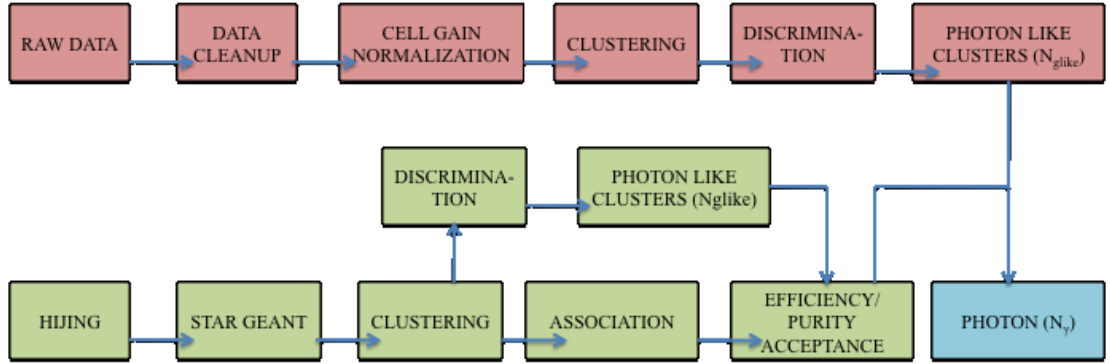 RAW DATA
DATA
CLEANUP
CELL GAIN
NORMALIZATION
CLUSTERING
DISCRIMINA-
TION
PHOTON LIKE
CLUSTERS (Nglike)
DISCRIMINA-
TION
PHOTON LIKE
CLUSTERS (Nglike)
HIJING
STAR GEANT
CLUSTERING
ASSOCIATION
EFFICIENCY/
PURITY
ACCEPTANCE
PHOTON (Nγ)